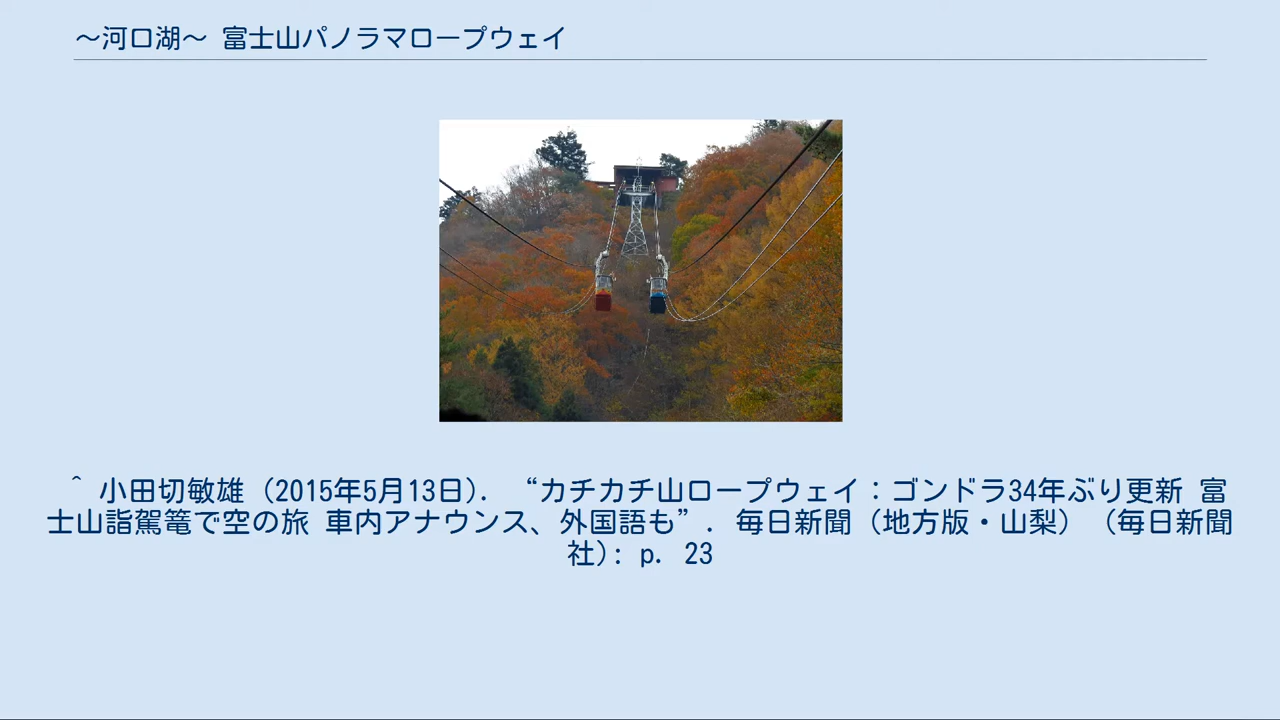 ～河口湖～ 富士山パノラマロープウェイ
^ 小田切敏雄 (2015年5月13日). “カチカチ山ロープウェイ：ゴンドラ34年ぶり更新 富
士山詣駕篭で空の旅 車内アナウンス、外国語も”. 毎日新聞（地方版・山梨） （毎日新聞
社）: p. 23